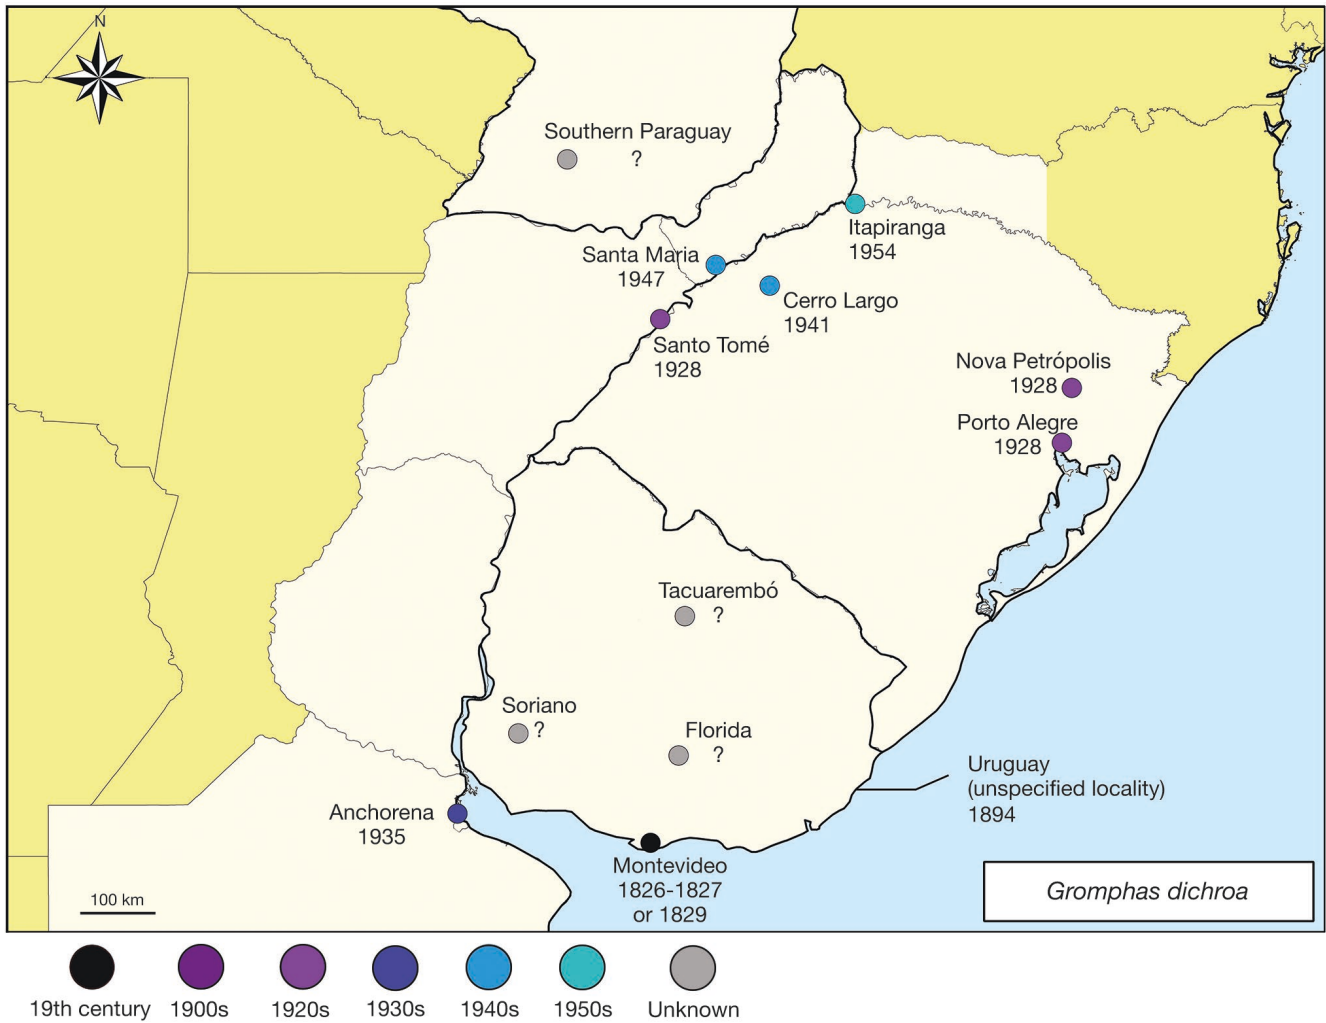 N
Southern Paraguay
?
Itapiranga
1954
Santa Maria
1947
Cerro Largo
1941
Santo Tomé
1928
Nova Petrópolis
1928
Porto Alegre
1928
Tacuarembó
?
Soriano
?
Florida
?
Uruguay
(unspecified locality)
1894
Anchorena
1935
Montevideo
1826-1827
or 1829
Gromphas dichroa
100 km
19th century
1900s
1920s
1930s
1940s
1950s
Unknown